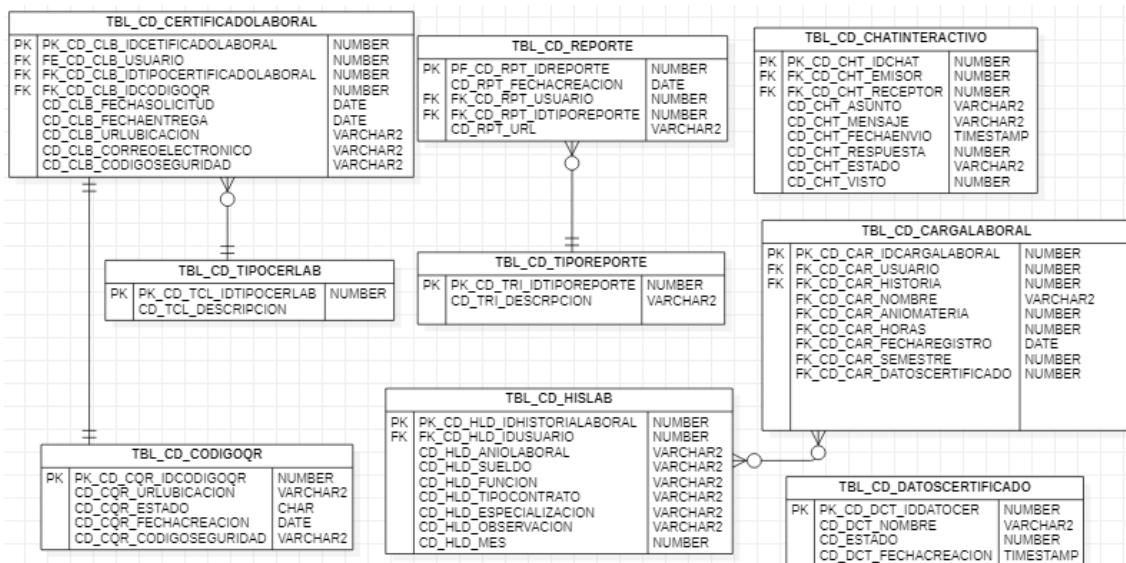 TBL_CD_CERTIFICADOLABORAL
PK PK_CD_CLB_IDCETIFICADOLABORAL NUMBER
FK FE_CD_CLB_USUARIO NUMBER
FK FK_CD_CLB_IDTIPOCERTIFICADOLABORAL NUMBER
FK FK_CD_CLB_IDCODIGOQR NUMBER
CD_CLB_FECHASOLICITUD DATE
CD_CLB_FECHAENTREGA DATE
CD_CLB_URLUBICACION VARCHAR2
CD_CLB_CORREOELECTRONICO VARCHAR2
CD_CLB_CODIGOSEGURIDAD VARCHAR2
TBL_CD_REPORTE
PK PF_CD_RPT_IDREPORTE NUMBER
CD_RPT_FECHACREACION DATE
FK FK_CD_RPT_USUARIO NUMBER
FK FK_CD_RPT_IDTIPOREPORTE NUMBER
CD_RPT_URL VARCHAR2
TBL_CD_CHATINTERACTIVO
PK PK_CD_CHT_IDCHAT NUMBER
FK FK_CD_CHT_EMISOR NUMBER
FK FK_CD_CHT_RECEPTOR NUMBER
CD_CHT_ASUNTO VARCHAR2
CD_CHT_MENSAJE VARCHAR2
CD_CHT_FECHAENVIO TIMESTAMP
CD_CHT_RESPUESTA NUMBER
CD_CHT_ESTADO VARCHAR2
CD_CHT_VISTO NUMBER
TBL_CD_TIPOCERLAB
PK PK_CD_TCL_IDTIPOCERLAB NUMBER
CD_TCL_DESCRIPCION
TBL_CD_TIPOREPORTE
PK PK_CD_TRI_IDTIPOREPORTE NUMBER
CD_TRI_DESCRPCION VARCHAR2
TBL_CD_CARGALABORAL
PK PK_CD_CAR_IDCARGALABORAL NUMBER
FK FK_CD_CAR_USUARIO NUMBER
FK FK_CD_CAR_HISTORIA NUMBER
FK_CD_CAR_NOMBRE VARCHAR2
FK_CD_CAR_ANIOMATERIA NUMBER
FK_CD_CAR_HORAS NUMBER
FK_CD_CAR_FECHAREGISTRO DATE
FK_CD_CAR_SEMESTRE NUMBER
FK_CD_CAR_DATOSCERTIFICADO NUMBER
TBL_CD_CODIGOQR
PK PK_CD_CQR_IDCODIGOQR NUMBER
CD_CQR_URLUBICACION VARCHAR2
CD_CQR_ESTADO CHAR
CD_CQR_FECHACREACION DATE
CD_CQR_CODIGOSEGURIDAD VARCHAR2
TBL_CD_HISLAB
PK PK_CD_HLD_IDHISTORIALABORAL NUMBER
FK FK_CD_HLD_IDUSUARIO NUMBER
CD_HLD_ANIOLABORAL VARCHAR2
CD_HLD_SUELDO VARCHAR2
CD_HLD_FUNCION VARCHAR2
CD_HLD_TIPOCONTRATO VARCHAR2
CD_HLD_ESPECIALIZACION VARCHAR2
CD_HLD_OBSERVACION VARCHAR2
CD_HLD_MES NUMBER
TBL_CD_DATOSCERTIFICADO
PK PK_CD_DCT_IDDATOCER NUMBER
CD_DCT_NOMBRE VARCHAR2
CD_ESTADO NUMBER
CD_DCT_FECHACREACION TIMESTAMP